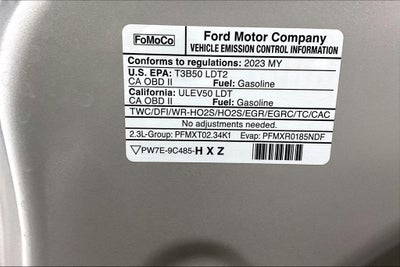 FoMoCo
Ford Motor Company
VEHICLE EMISSION CONTROL INFORMATION
Conforms to regulations: 2023 MY
U.S. EPA: T3B50 LDT2
CA OBD II Fuel: Gasoline
California: ULEV50 LDT
CA OBD II Fuel: Gasoline
TWC/DFI/WR-HO2S/HO2S/EGR/EGRC/TC/CAC
No adjustments needed.
2.3L-Group: PFMXT02.34K1 Evap: PFMXR0185NDF
▽PW7E-9C485-HXZ